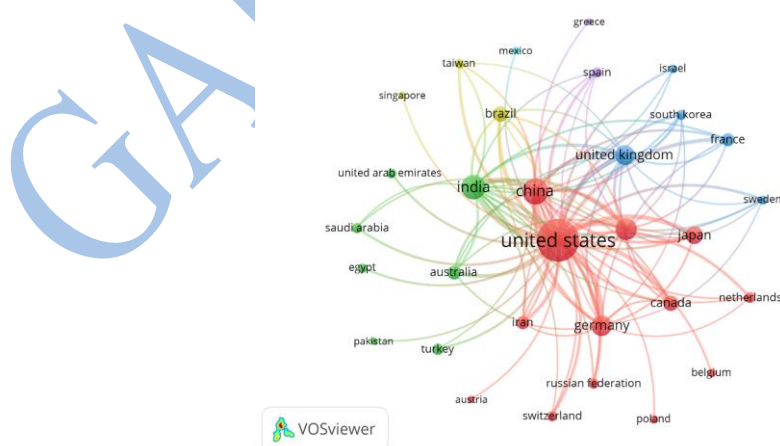 GA
greece
mexico
taiwan
spain
israel
singapore
brazil
south korea
france
united kingdom
united arab emirates
india
china
sweden
saudi arabia
united states
japan
egypt
australia
netherlands
canada
iran
germany
pakistan
turkey
belgium
russian federation
austria
switzerland
poland
VOSviewer